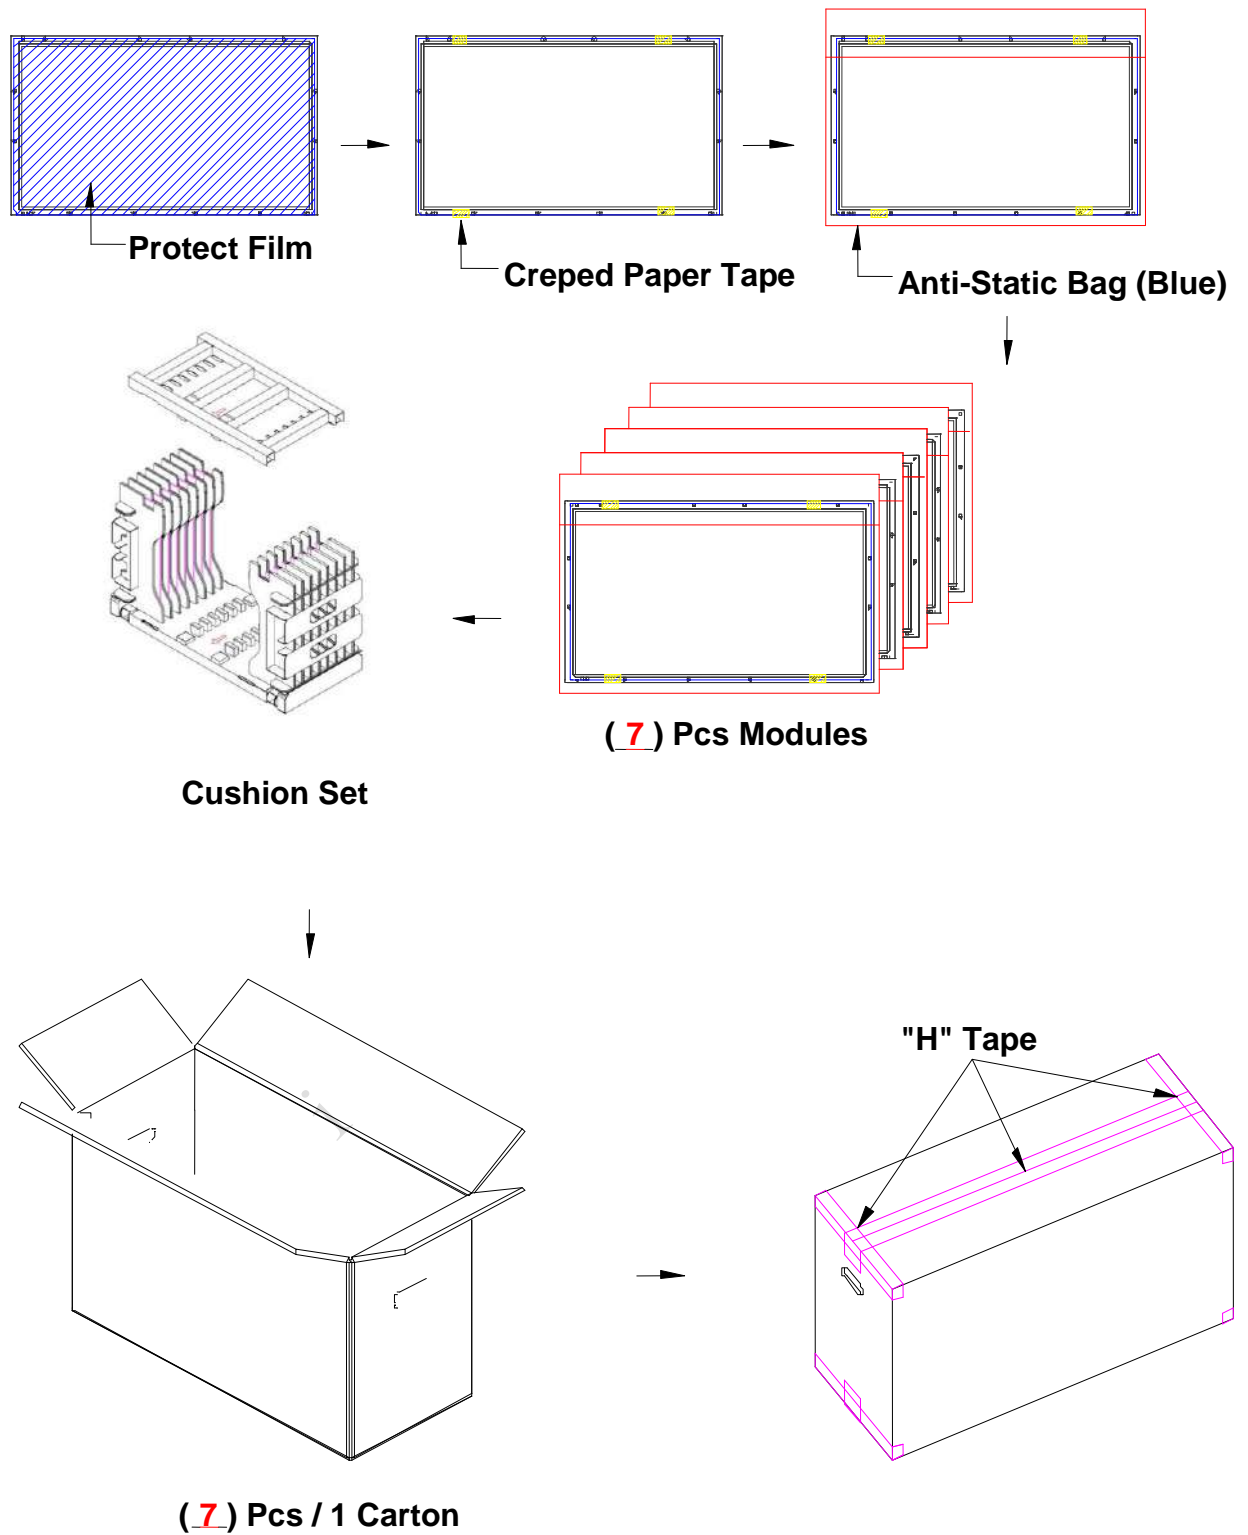 Protect Film
Creped Paper Tape
Anti-Static Bag (Blue)
( 7 ) Pcs Modules
Cushion Set
"H" Tape
( 7 ) Pcs / 1 Carton